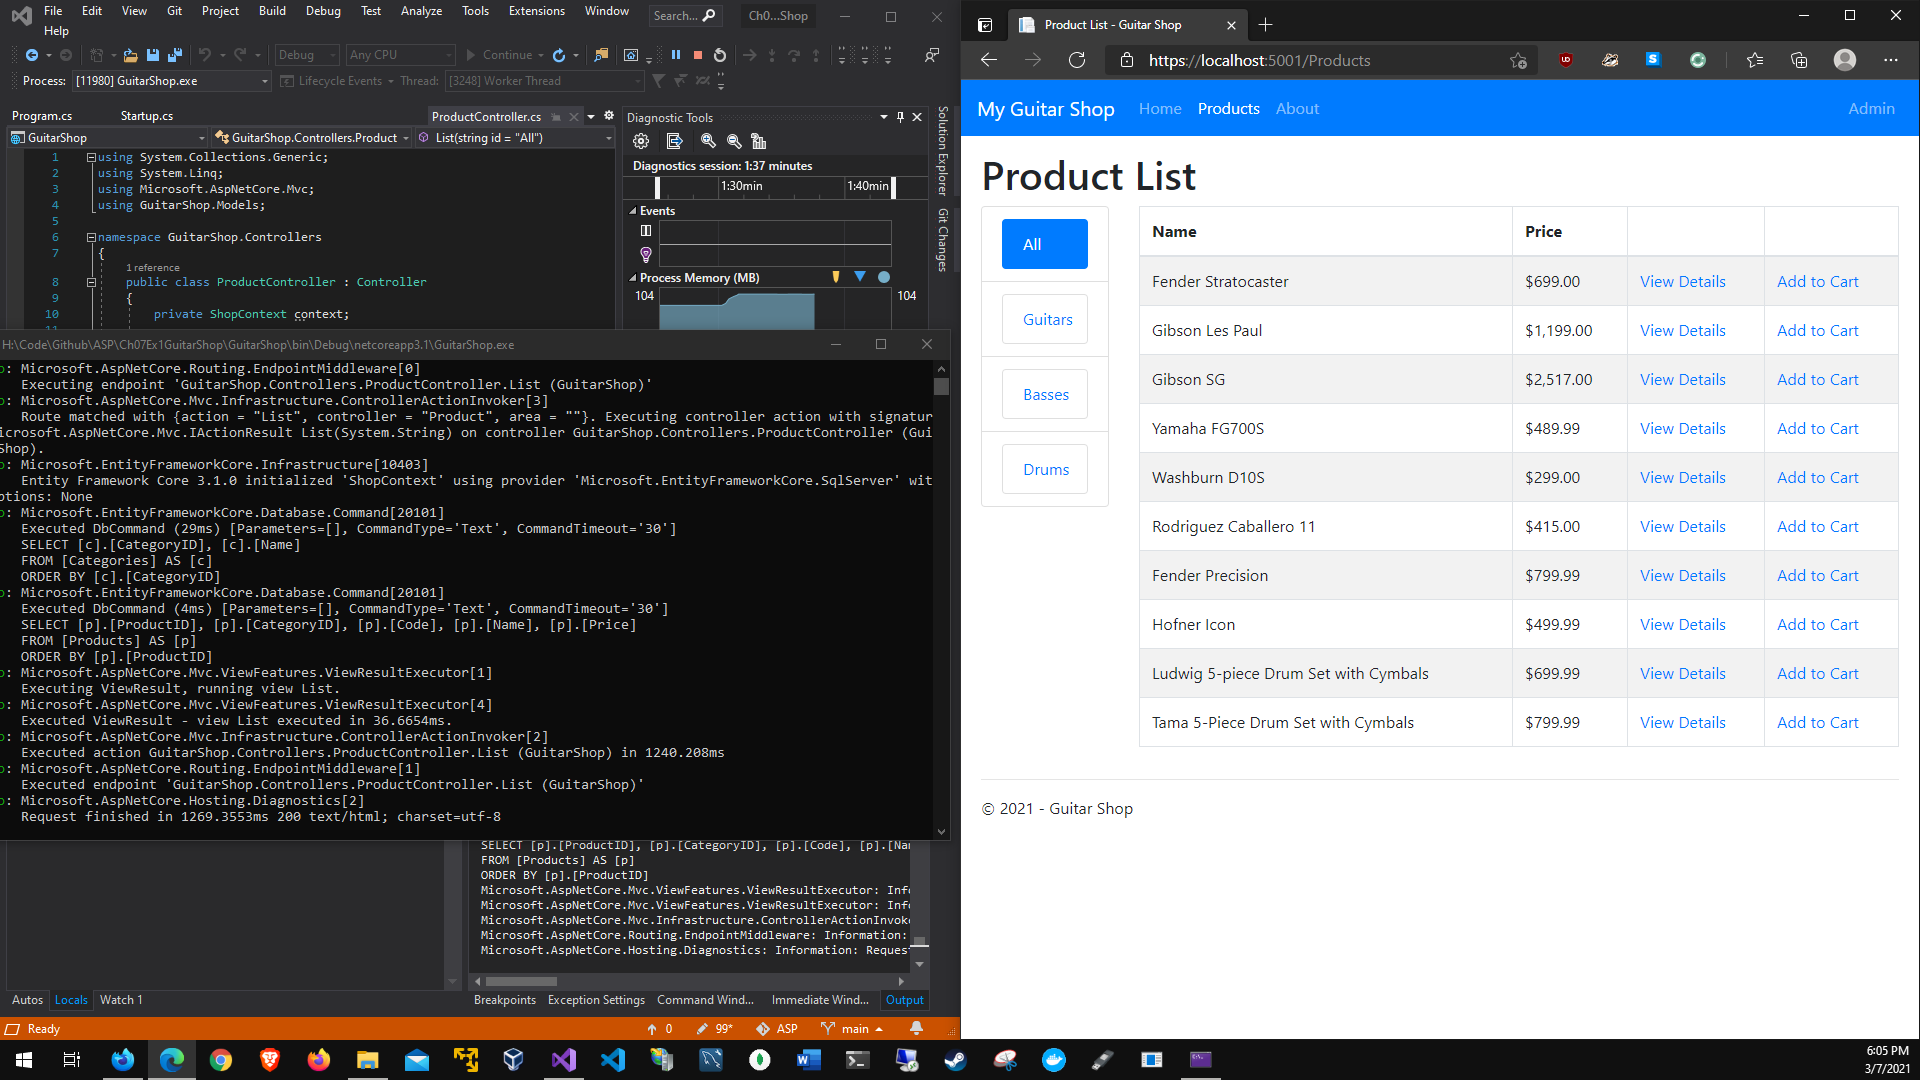 File Edit View Git Project Build Debug Test Analyze Tools Extensions Window Search... Ch0...Shop
Help
Debug Any CPU Continue
Process: [11980] GuitarShop.exe Lifecycle Events Thread: [3248] Worker Thread
Program.cs Startup.cs ProductController.cs
GuitarShop GuitarShop.Controllers.Product List(string id = "All")
1 using System.Collections.Generic;
2 using System.Linq;
3 using Microsoft.AspNetCore.Mvc;
4 using GuitarShop.Models;
5
6 namespace GuitarShop.Controllers
7 {
1 reference
8 public class ProductController : Controller
9 {
10 private ShopContext context;
Diagnostic Tools
Diagnostics session: 1:37 minutes
1:30min 1:40min
Events
Process Memory (MB)
104 104
Solution Explorer
Git Changes
H:\Code\Github\ASP\Ch07Ex1GuitarShop\GuitarShop\bin\Debug\netcoreapp3.1\GuitarShop.exe
o: Microsoft.AspNetCore.Routing.EndpointMiddleware[0]
Executing endpoint 'GuitarShop.Controllers.ProductController.List (GuitarShop)'
o: Microsoft.AspNetCore.Mvc.Infrastructure.ControllerActionInvoker[3]
Route matched with {action = "List", controller = "Product", area = ""}. Executing controller action with signatur
icrosoft.AspNetCore.Mvc.IActionResult List(System.String) on controller GuitarShop.Controllers.ProductController (Gui
Shop).
o: Microsoft.EntityFrameworkCore.Infrastructure[10403]
Entity Framework Core 3.1.0 initialized 'ShopContext' using provider 'Microsoft.EntityFrameworkCore.SqlServer' wit
ptions: None
o: Microsoft.EntityFrameworkCore.Database.Command[20101]
Executed DbCommand (29ms) [Parameters=[], CommandType='Text', CommandTimeout='30']
SELECT [c].[CategoryID], [c].[Name]
FROM [Categories] AS [c]
ORDER BY [c].[CategoryID]
o: Microsoft.EntityFrameworkCore.Database.Command[20101]
Executed DbCommand (4ms) [Parameters=[], CommandType='Text', CommandTimeout='30']
SELECT [p].[ProductID], [p].[CategoryID], [p].[Code], [p].[Name], [p].[Price]
FROM [Products] AS [p]
ORDER BY [p].[ProductID]
o: Microsoft.AspNetCore.Mvc.ViewFeatures.ViewResultExecutor[1]
Executing ViewResult, running view List.
o: Microsoft.AspNetCore.Mvc.ViewFeatures.ViewResultExecutor[4]
Executed ViewResult - view List executed in 36.6654ms.
o: Microsoft.AspNetCore.Mvc.Infrastructure.ControllerActionInvoker[2]
Executed action GuitarShop.Controllers.ProductController.List (GuitarShop) in 1240.208ms
o: Microsoft.AspNetCore.Routing.EndpointMiddleware[1]
Executed endpoint 'GuitarShop.Controllers.ProductController.List (GuitarShop)'
o: Microsoft.AspNetCore.Hosting.Diagnostics[2]
Request finished in 1269.3553ms 200 text/html; charset=utf-8
SELECT [p].[ProductID], [p].[CategoryID], [p].[Code], [p].[Na
FROM [Products] AS [p]
ORDER BY [p].[ProductID]
Microsoft.AspNetCore.Mvc.ViewFeatures.ViewResultExecutor: Inf
Microsoft.AspNetCore.Mvc.ViewFeatures.ViewResultExecutor: Inf
Microsoft.AspNetCore.Mvc.Infrastructure.ControllerActionInvok
Microsoft.AspNetCore.Routing.EndpointMiddleware: Information:
Microsoft.AspNetCore.Hosting.Diagnostics: Information: Reques
Autos Locals Watch 1
Breakpoints Exception Settings Command Wind... Immediate Wind... Output
Ready 0 99* ASP main
Product List - Guitar Shop
https://localhost:5001/Products
My Guitar Shop Home Products About Admin
Product List
All
Guitars
Basses
Drums
Name Price
Fender Stratocaster $699.00 View Details Add to Cart
Gibson Les Paul $1,199.00 View Details Add to Cart
Gibson SG $2,517.00 View Details Add to Cart
Yamaha FG700S $489.99 View Details Add to Cart
Washburn D10S $299.00 View Details Add to Cart
Rodriguez Caballero 11 $415.00 View Details Add to Cart
Fender Precision $799.99 View Details Add to Cart
Hofner Icon $499.99 View Details Add to Cart
Ludwig 5-piece Drum Set with Cymbals $699.99 View Details Add to Cart
Tama 5-Piece Drum Set with Cymbals $799.99 View Details Add to Cart
© 2021 - Guitar Shop
6:05 PM
3/7/2021